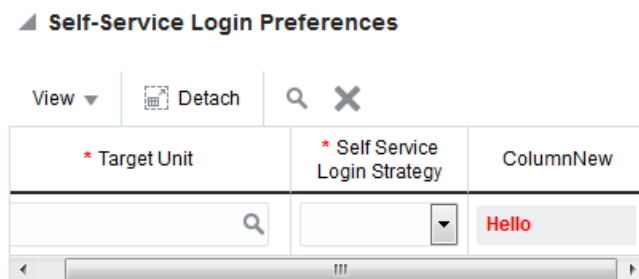 Self-Service Login Preferences
View Detach
* Target Unit
* Self Service
Login Strategy
ColumnNew
Hello